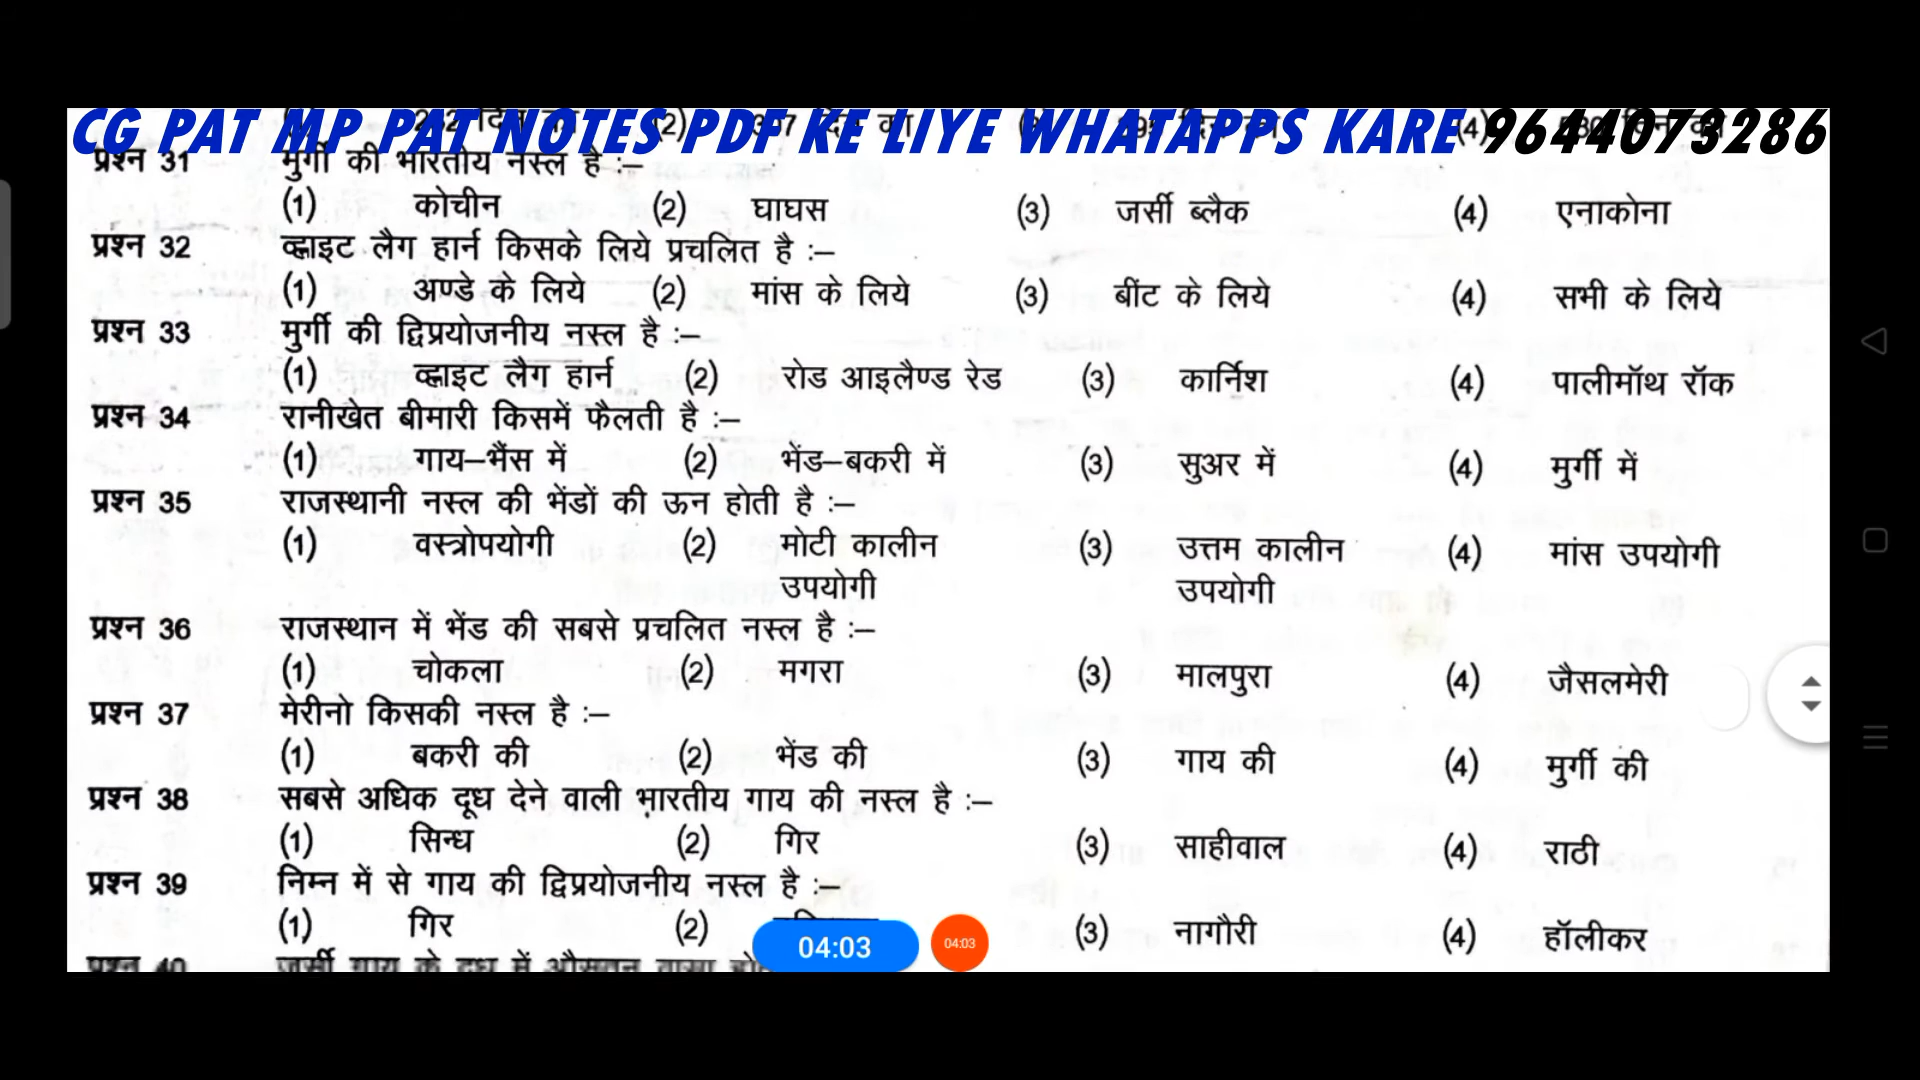 CG PAT MP PAT NOTES PDF KE LIYE WHATAPPS KARE 9644073286
प्रश्न 31 मुर्गी की भारतीय नस्ल है :–
(1) कोचीन (2) घाघस (3) जर्सी ब्लैक (4) एनाकोना
प्रश्न 32 व्हाइट लैग हार्न किसके लिये प्रचलित है :–
(1) अण्डे के लिये (2) मांस के लिये (3) बींट के लिये (4) सभी के लिये
प्रश्न 33 मुर्गी की द्विप्रयोजनीय नस्ल है :–
(1) व्हाइट लैग हार्न (2) रोड आइलैण्ड रेड (3) कार्निश (4) पालीमॉथ रॉक
प्रश्न 34 रानीखेत बीमारी किसमें फैलती है :–
(1) गाय–भैंस में (2) भेंड–बकरी में (3) सुअर में (4) मुर्गी में
प्रश्न 35 राजस्थानी नस्ल की भेंडों की ऊन होती है :–
(1) वस्त्रोपयोगी (2) मोटी कालीन (3) उत्तम कालीन (4) मांस उपयोगी
उपयोगी उपयोगी
प्रश्न 36 राजस्थान में भेंड की सबसे प्रचलित नस्ल है :–
(1) चोकला (2) मगरा (3) मालपुरा (4) जैसलमेरी
प्रश्न 37 मेरीनो किसकी नस्ल है :–
(1) बकरी की (2) भेंड की (3) गाय की (4) मुर्गी की
प्रश्न 38 सबसे अधिक दूध देने वाली भारतीय गाय की नस्ल है :–
(1) सिन्ध (2) गिर (3) साहीवाल (4) राठी
प्रश्न 39 निम्न में से गाय की द्विप्रयोजनीय नस्ल है :–
(1) गिर (2) (3) नागौरी (4) हॉलीकर
04:03 04:03
प्रश्न 40 जर्सी गाय के दूध में औसतन वासा